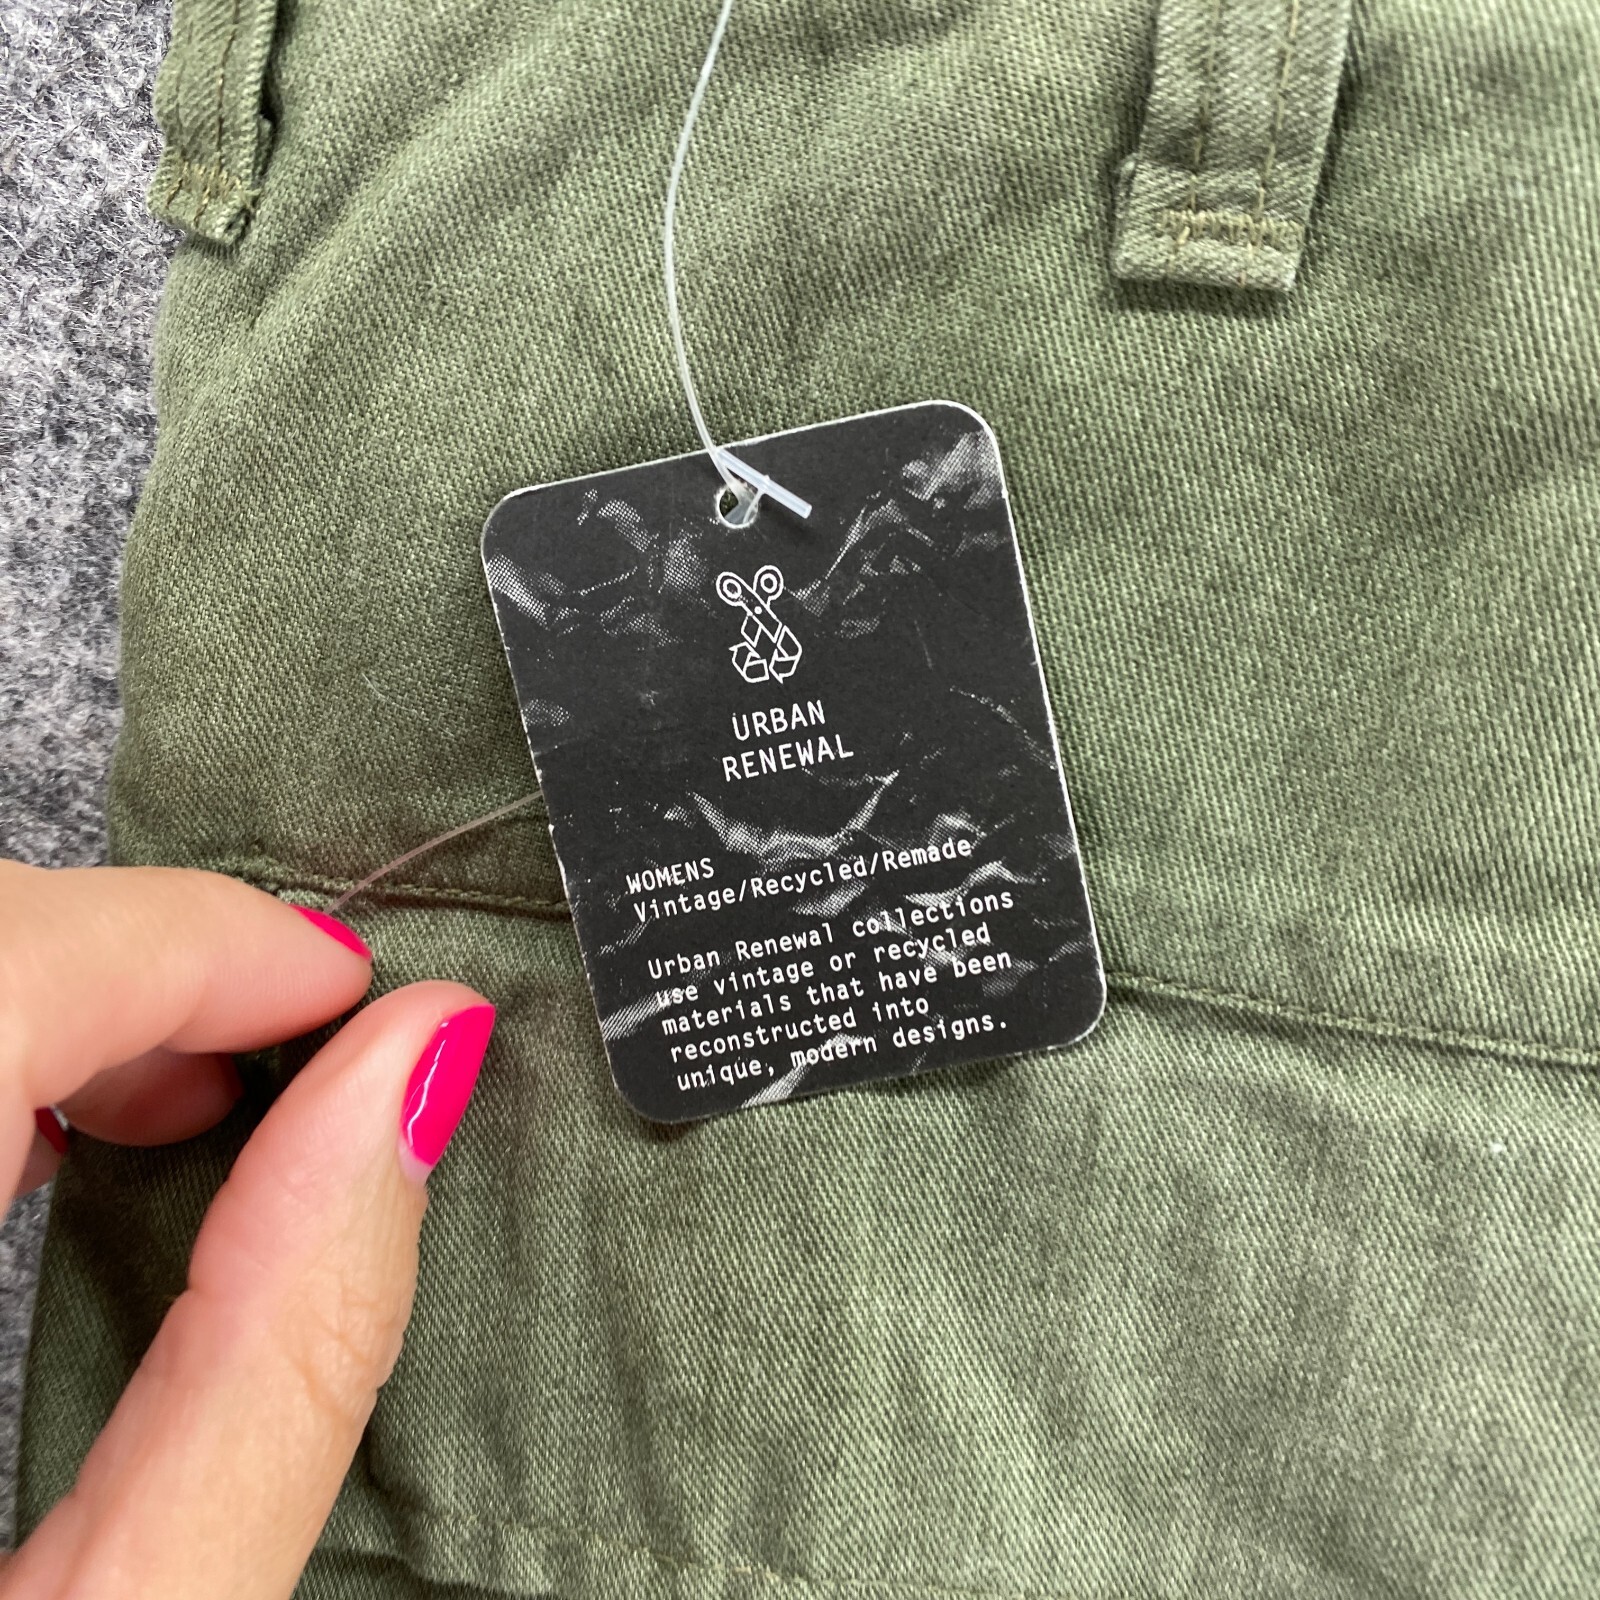 URBAN
RENEWAL
WOMENS
Vintage/Recycled/Remade
Urban Renewal collections
use vintage or recycled
materials that have been
reconstructed into
unique, modern designs.